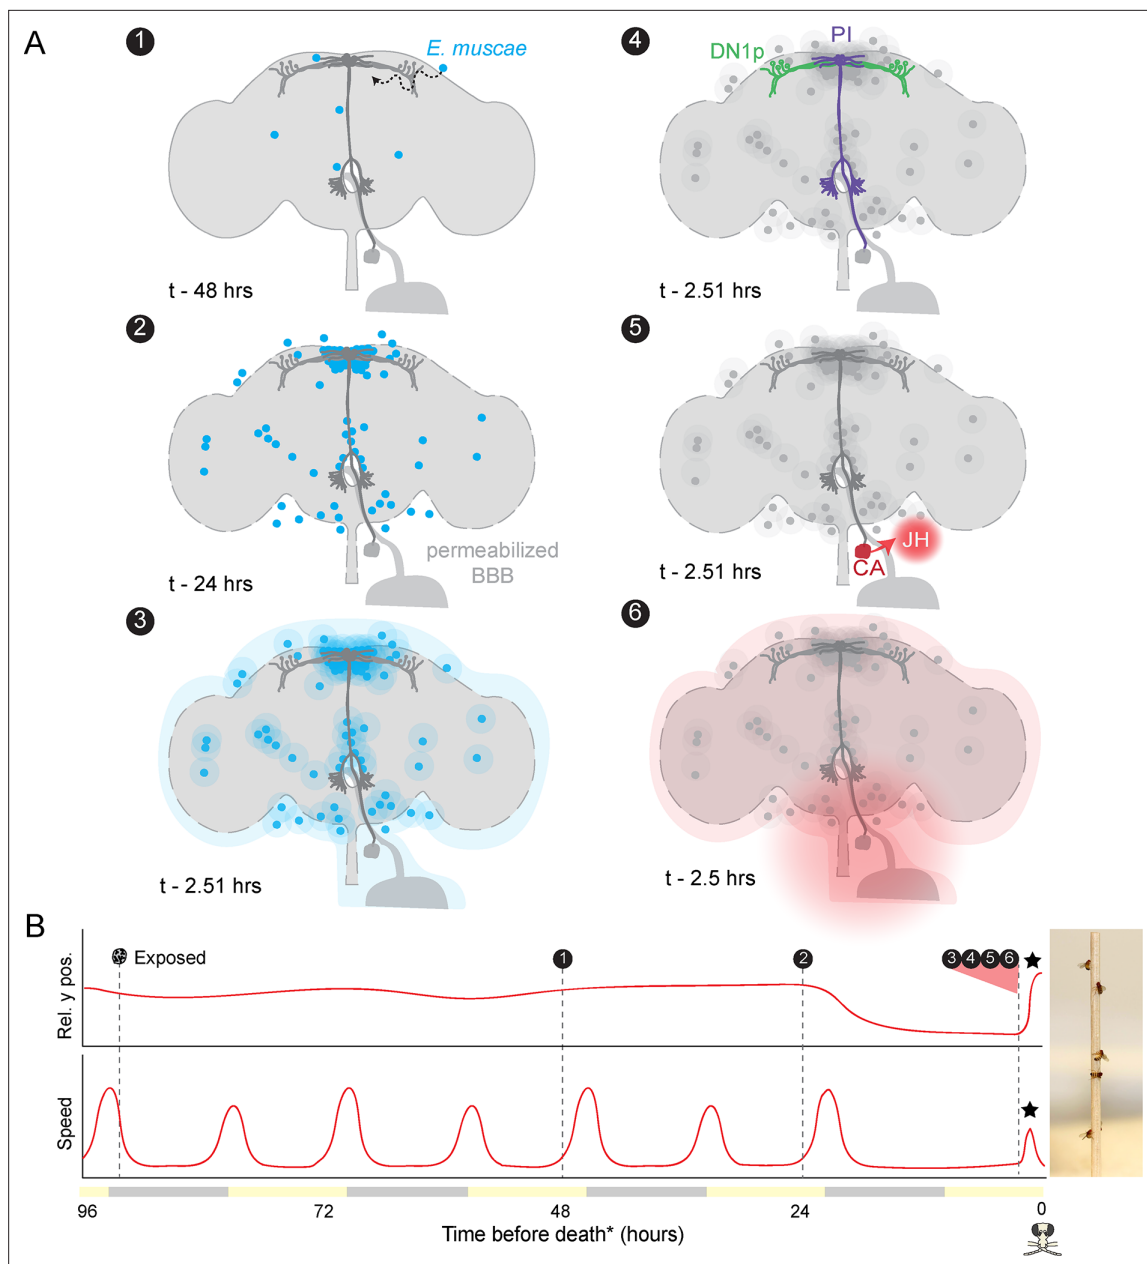 A
1
E. muscae
t - 48 hrs
2
permeabilized
BBB
t - 24 hrs
3
t - 2.51 hrs
4
PI
DN1p
t - 2.51 hrs
5
JH
CA
t - 2.51 hrs
6
t - 2.5 hrs
B
Rel. y pos.
Exposed
1
2
3 4 5 6
Speed
96 72 48 24 0
Time before death* (hours)